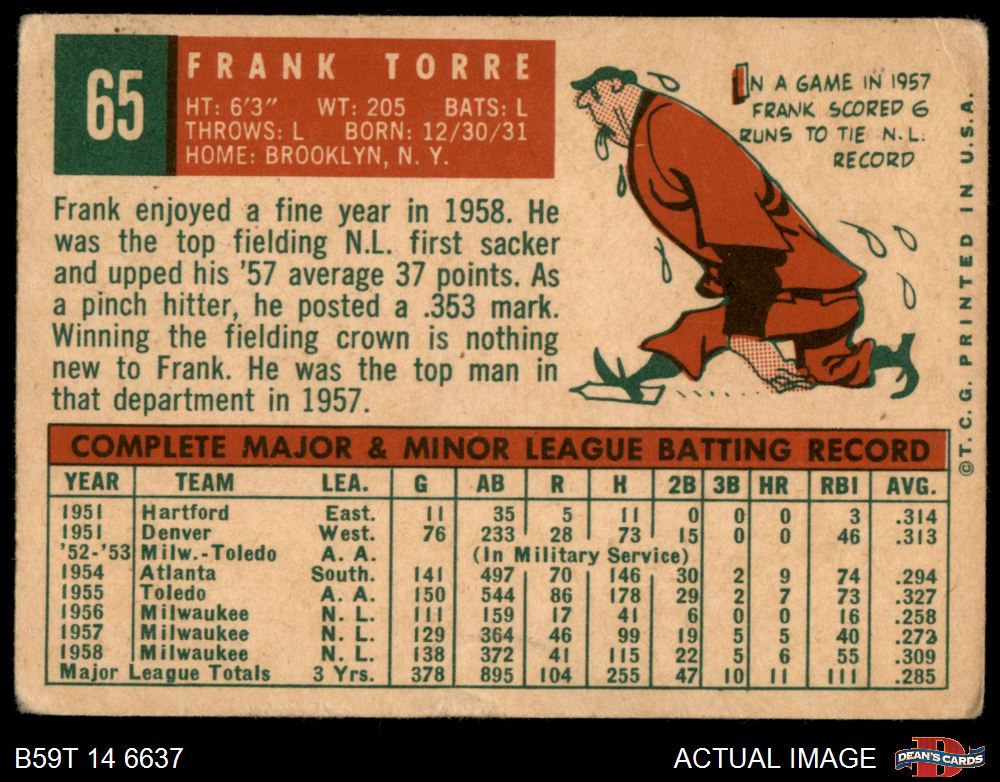 65
FRANK TORRE
HT: 6'3" WT: 205 BATS: L
THROWS: L BORN: 12/30/31
HOME: BROOKLYN, N. Y.
IN A GAME IN 1957
FRANK SCORED 6
RUNS TO TIE N.L.
RECORD
Frank enjoyed a fine year in 1958. He
was the top fielding N.L. first sacker
and upped his '57 average 37 points. As
a pinch hitter, he posted a .353 mark.
Winning the fielding crown is nothing
new to Frank. He was the top man in
that department in 1957.
©T. C. G. PRINTED IN U.S.A.
COMPLETE MAJOR & MINOR LEAGUE BATTING RECORD
YEAR TEAM LEA. G AB R H 2B 3B HR RBI AVG.
1951 Hartford East. 11 35 5 11 0 0 0 3 .314
1951 Denver West. 76 233 28 73 15 0 0 46 .313
'52-'53 Milw.-Toledo A. A. (In Military Service)
1954 Atlanta South. 141 497 70 146 30 2 9 74 .294
1955 Toledo A. A. 150 544 86 178 29 2 7 73 .327
1956 Milwaukee N. L. 111 159 17 41 6 0 0 16 .258
1957 Milwaukee N. L. 129 364 46 99 19 5 5 40 .272
1958 Milwaukee N. L. 138 372 41 115 22 5 6 55 .309
Major League Totals 3 Yrs. 378 895 104 255 47 10 11 111 .285
B59T 14 6637 ACTUAL IMAGE
D
DEAN'S CARDS